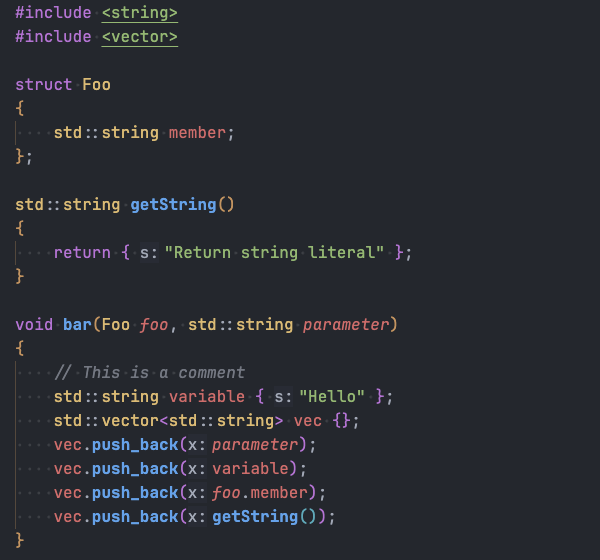 #include <string>
#include <vector>

struct Foo
{
    std::string member;
};

std::string getString()
{
    return { s: "Return string literal" };
}

void bar(Foo foo, std::string parameter)
{
    // This is a comment
    std::string variable { s: "Hello" };
    std::vector<std::string> vec {};
    vec.push_back(x: parameter);
    vec.push_back(x: variable);
    vec.push_back(x: foo.member);
    vec.push_back(x: getString());
}